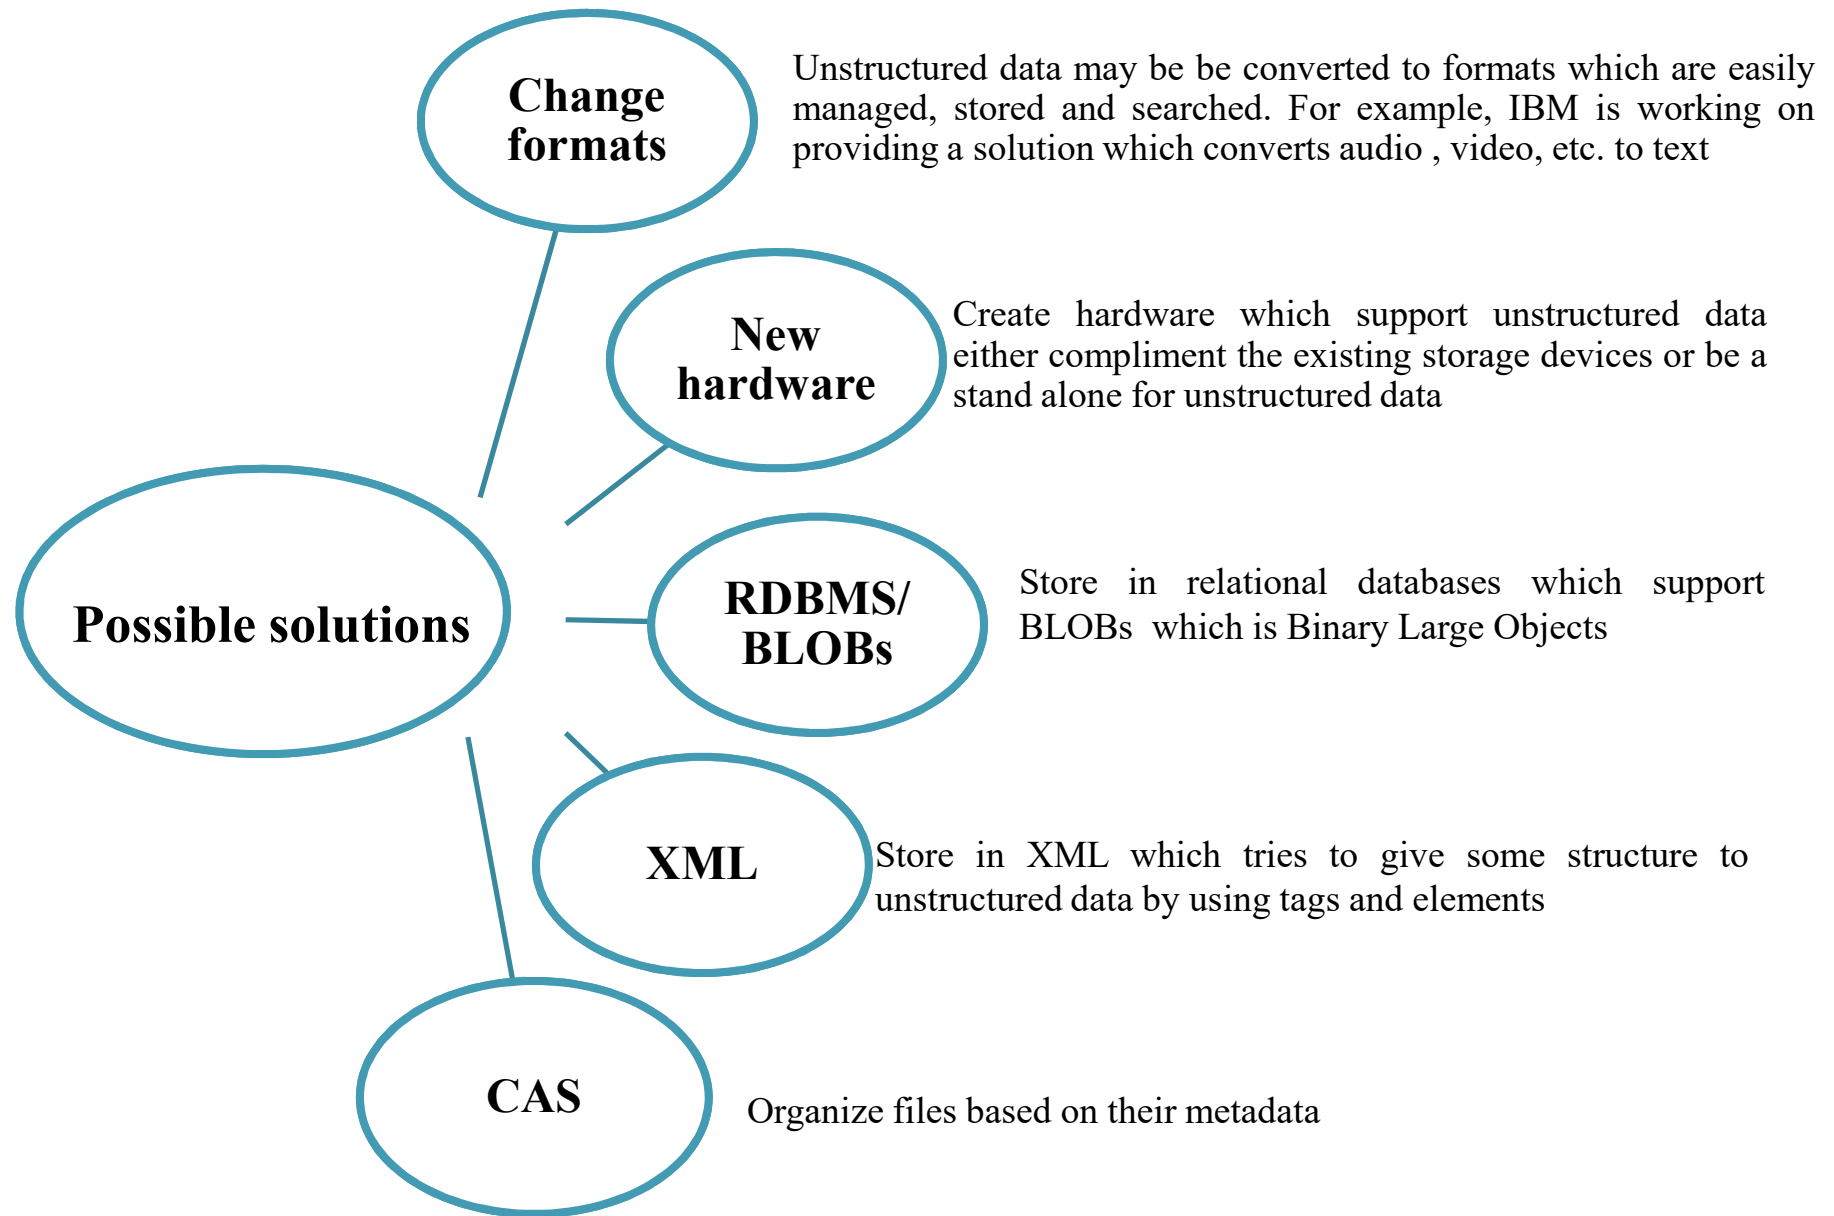 Change
formats
Unstructured data may be be converted to formats which are easily
managed, stored and searched. For example, IBM is working on
providing a solution which converts audio , video, etc. to text
New
hardware
Create hardware which support unstructured data
either compliment the existing storage devices or be a
stand alone for unstructured data
Possible solutions
RDBMS/
BLOBs
Store in relational databases which support
BLOBs which is Binary Large Objects
XML
Store in XML which tries to give some structure to
unstructured data by using tags and elements
CAS
Organize files based on their metadata